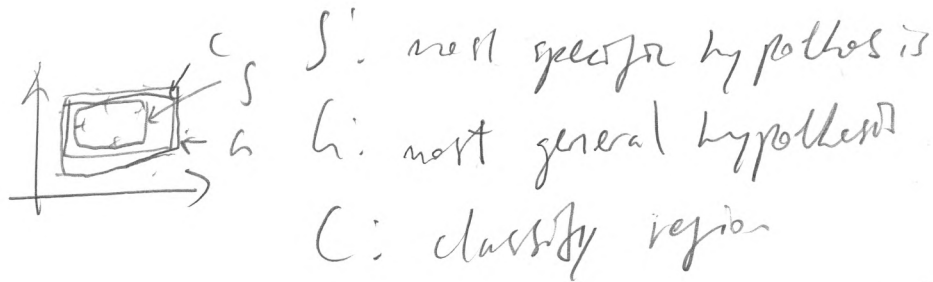 C
S
G
S: most specific hypothesis
G: most general hypothesis
C: classify region